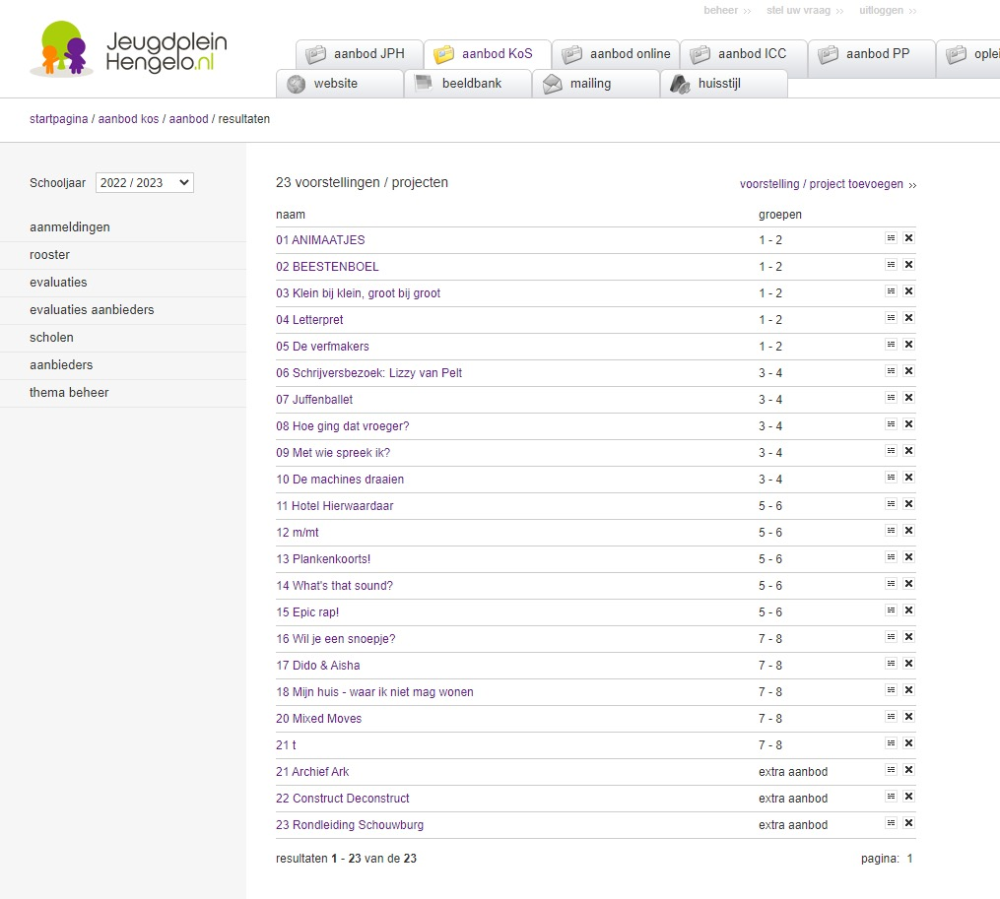 beheer ›› stel uw vraag ›› uitloggen ››
Jeugdplein
Hengelo.nl
aanbod JPH aanbod KoS aanbod online aanbod ICC aanbod PP
website beeldbank mailing huisstijl
startpagina / aanbod kos / aanbod / resultaten
Schooljaar 2022 / 2023
aanmeldingen
rooster
evaluaties
evaluaties aanbieders
scholen
aanbieders
thema beheer
23 voorstellingen / projecten voorstelling / project toevoegen ››
naam groepen
01 ANIMAATJES 1 - 2
02 BEESTENBOEL 1 - 2
03 Klein bij klein, groot bij groot 1 - 2
04 Letterpret 1 - 2
05 De verfmakers 1 - 2
06 Schrijversbezoek: Lizzy van Pelt 3 - 4
07 Juffenballet 3 - 4
08 Hoe ging dat vroeger? 3 - 4
09 Met wie spreek ik? 3 - 4
10 De machines draaien 3 - 4
11 Hotel Hierwaardaar 5 - 6
12 m/mt 5 - 6
13 Plankenkoorts! 5 - 6
14 What's that sound? 5 - 6
15 Epic rap! 5 - 6
16 Wil je een snoepje? 7 - 8
17 Dido & Aisha 7 - 8
18 Mijn huis - waar ik niet mag wonen 7 - 8
20 Mixed Moves 7 - 8
21 t 7 - 8
21 Archief Ark extra aanbod
22 Construct Deconstruct extra aanbod
23 Rondleiding Schouwburg extra aanbod
resultaten 1 - 23 van de 23 pagina: 1